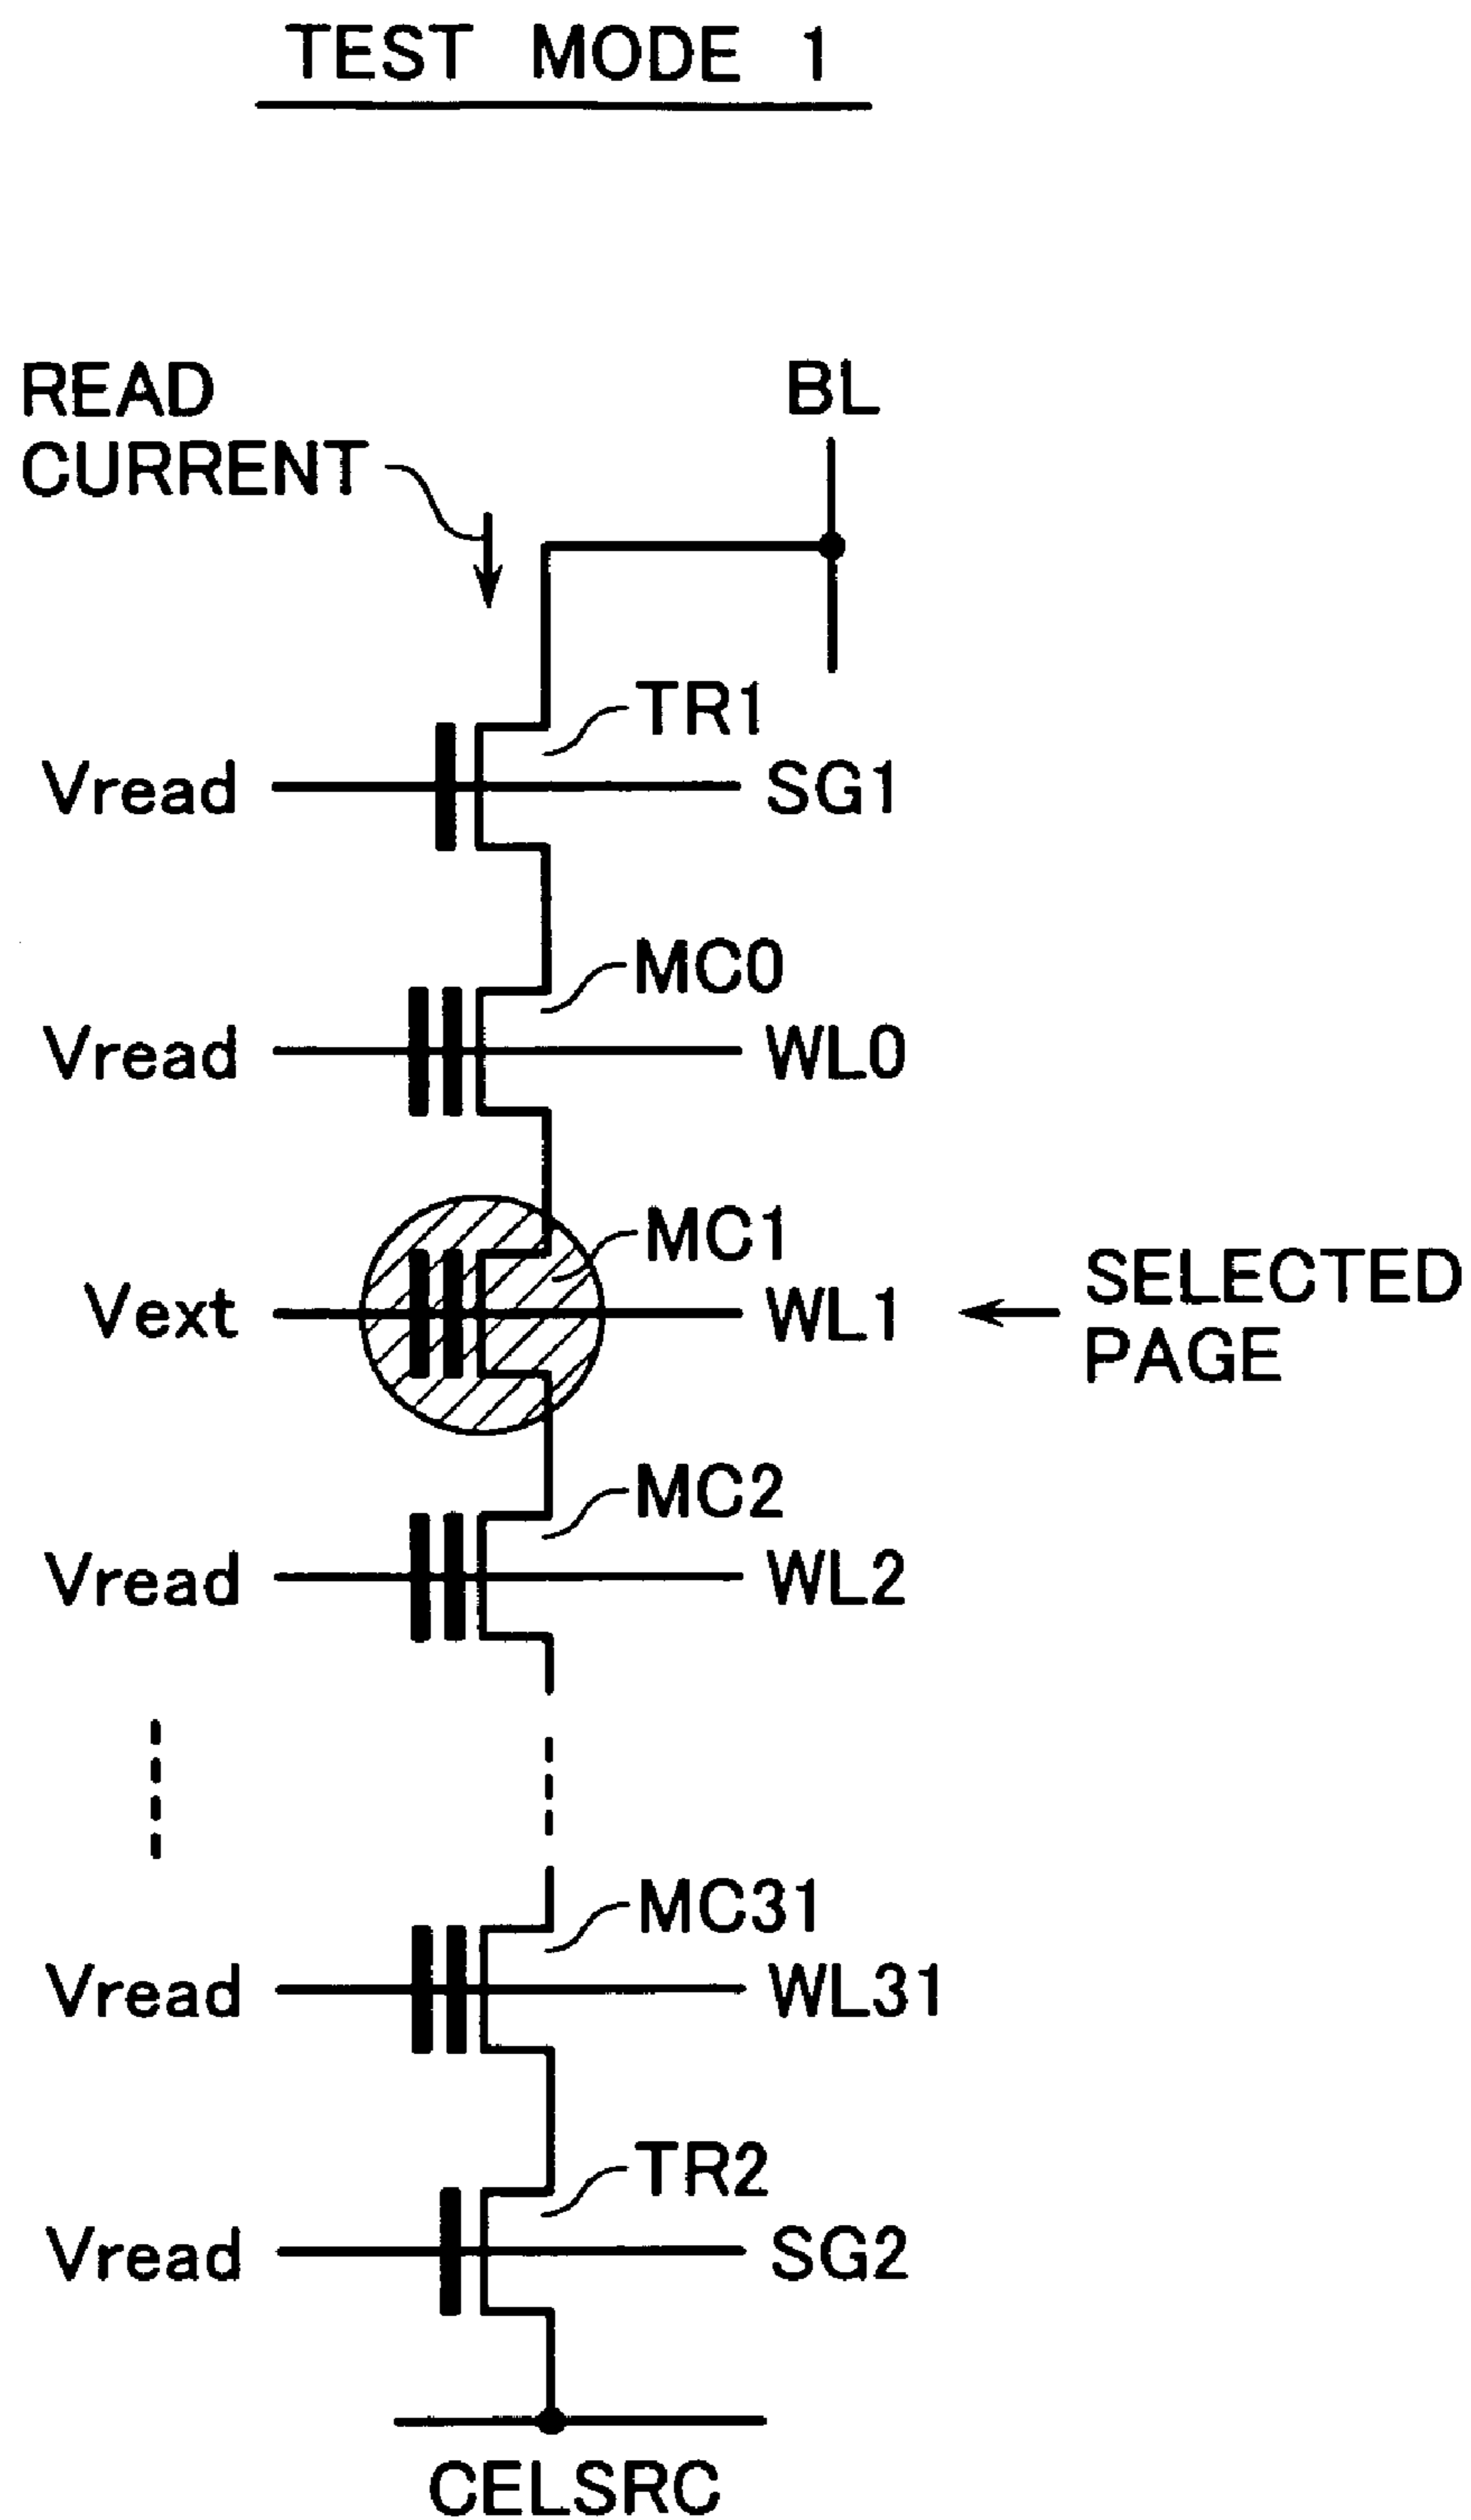 TEST MODE 1
READ
CURRENT
BL
TR1
Vread
SG1
MC0
Vread
WL0
MC1
Vext
WL1
SELECTED
PAGE
MC2
Vread
WL2
MC31
Vread
WL31
TR2
Vread
SG2
CELSRC